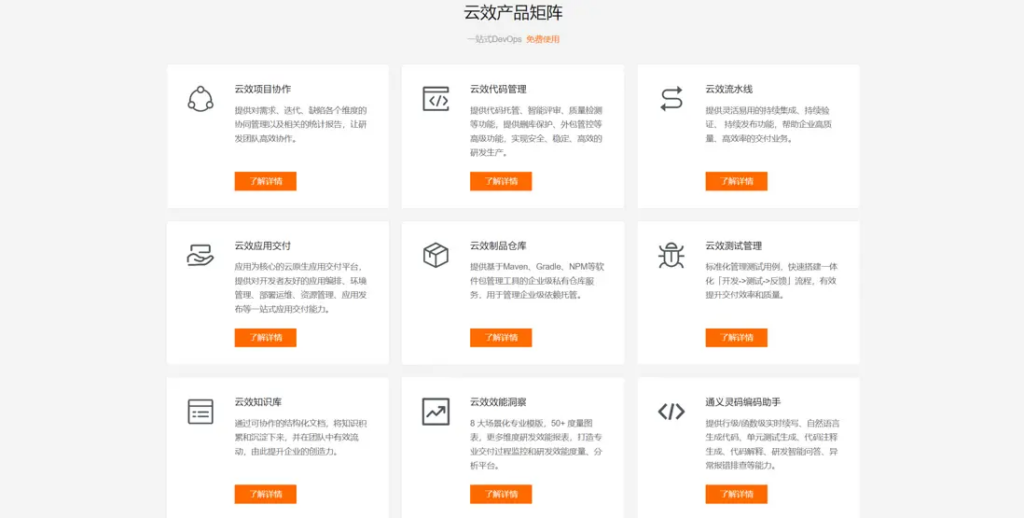 云效产品矩阵
一站式DevOps 免费使用
云效项目协作
提供对需求、迭代、缺陷各个维度的
协同管理以及相关的统计报告，让研
发团队高效协作。
了解详情
云效代码管理
提供代码托管、智能评审、质量检测
等功能，提供删库保护、外包管控等
高级功能，实现安全、稳定、高效的
研发生产。
了解详情
云效流水线
提供灵活易用的持续集成、持续验
证、 持续发布功能，帮助企业高质
量、高效率的交付业务。
了解详情
云效应用交付
应用为核心的云原生应用交付平台，
提供对开发者友好的应用编排、环境
管理、部署运维、资源管理、应用发
布等一站式应用交付能力。
了解详情
云效制品仓库
提供基于Maven、Gradle、NPM等软
件包管理工具的企业级私有仓库服
务，用于管理企业级依赖托管。
了解详情
云效测试管理
标准化管理测试用例，快速搭建一体
化「开发->测试->反馈」流程，有效
提升交付效率和质量。
了解详情
云效知识库
通过可协作的结构化文档，将知识积
累和沉淀下来，并在团队中有效流
动，由此提升企业的创造力。
了解详情
云效效能洞察
8 大场景化专业模版，50+ 度量图
表，更多维度研发效能报表，打造专
业交付过程监控和研发效能度量、分
析平台。
了解详情
通义灵码编码助手
提供行级/函数级实时续写、自然语言
生成代码、单元测试生成、代码注释
生成、代码解释、研发智能问答、异
常报错排查等能力。
了解详情